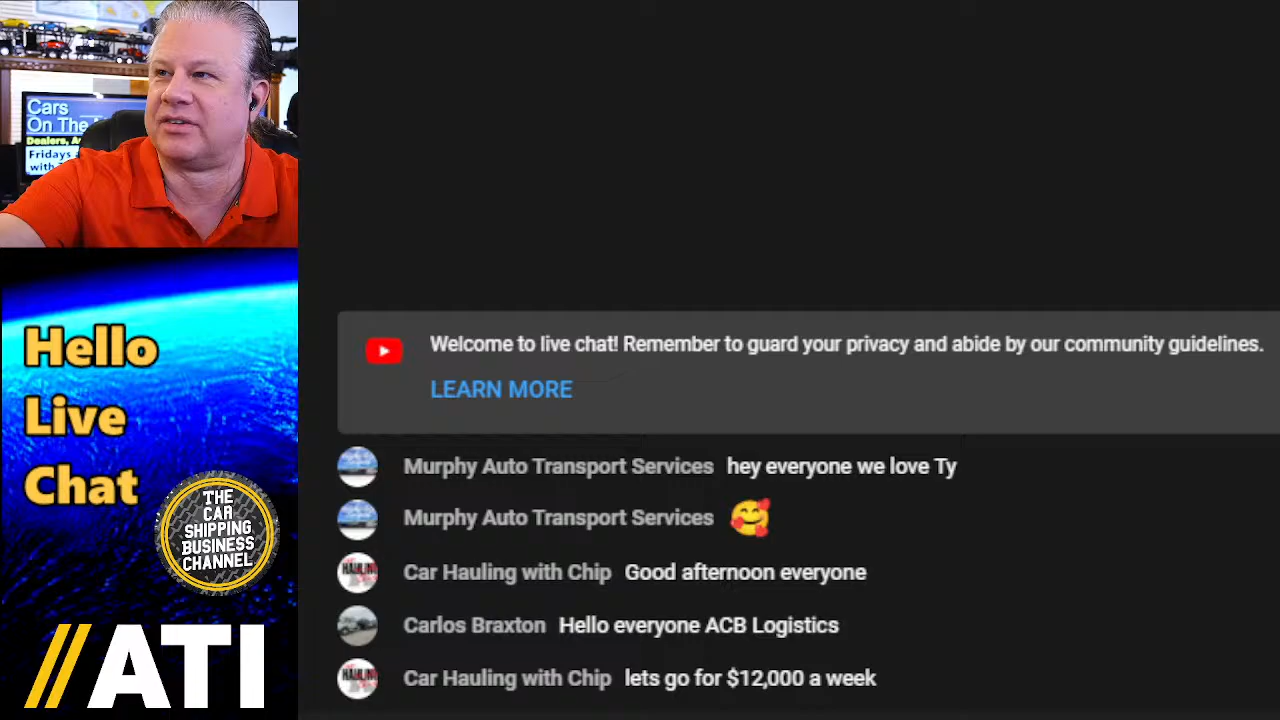 Cars
On The
Dealers, A
Fridays
with
Hello
Live
Chat
THE
CAR
SHIPPING
BUSINESS
CHANNEL
//ATI
Welcome to live chat! Remember to guard your privacy and abide by our community guidelines.
LEARN MORE
Murphy Auto Transport Services hey everyone we love Ty
Murphy Auto Transport Services 🥰
Car Hauling with Chip Good afternoon everyone
Carlos Braxton Hello everyone ACB Logistics
Car Hauling with Chip lets go for $12,000 a week